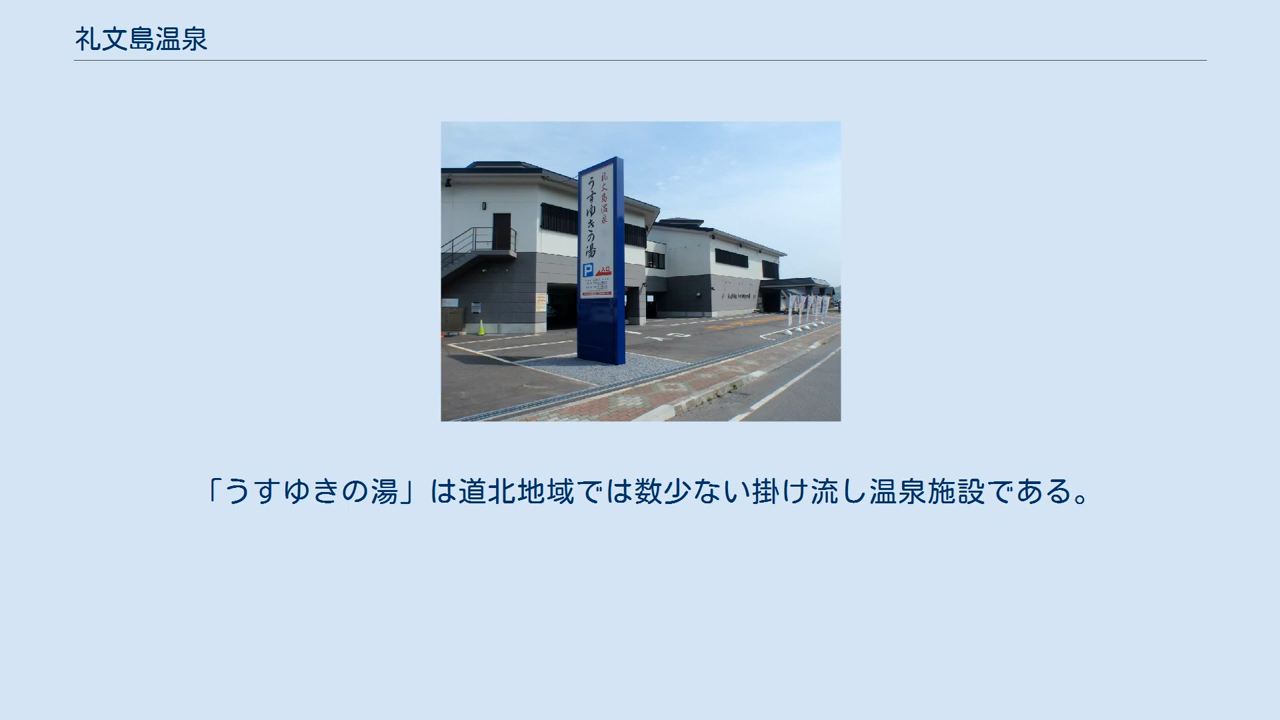 礼文島温泉
礼文島温泉
うすゆきの湯
P
「うすゆきの湯」は道北地域では数少ない掛け流し温泉施設である。